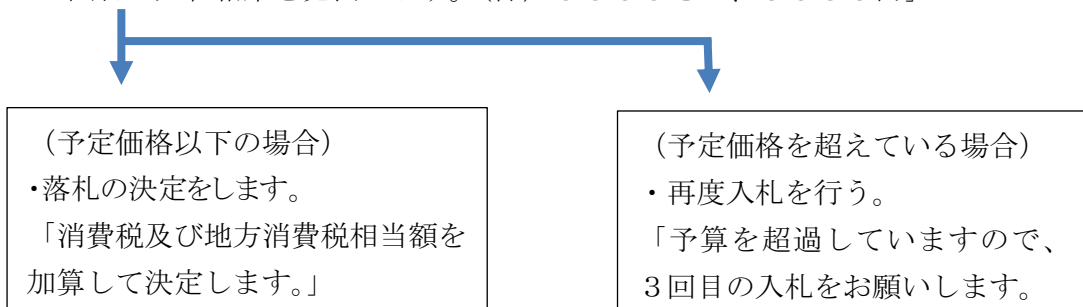 （予定価格以下の場合）
・落札の決定をします。
「消費税及び地方消費税相当額を
加算して決定します。」
（予定価格を超えている場合）
・再度入札を行う。
「予算を超過していますので、
３回目の入札をお願いします。